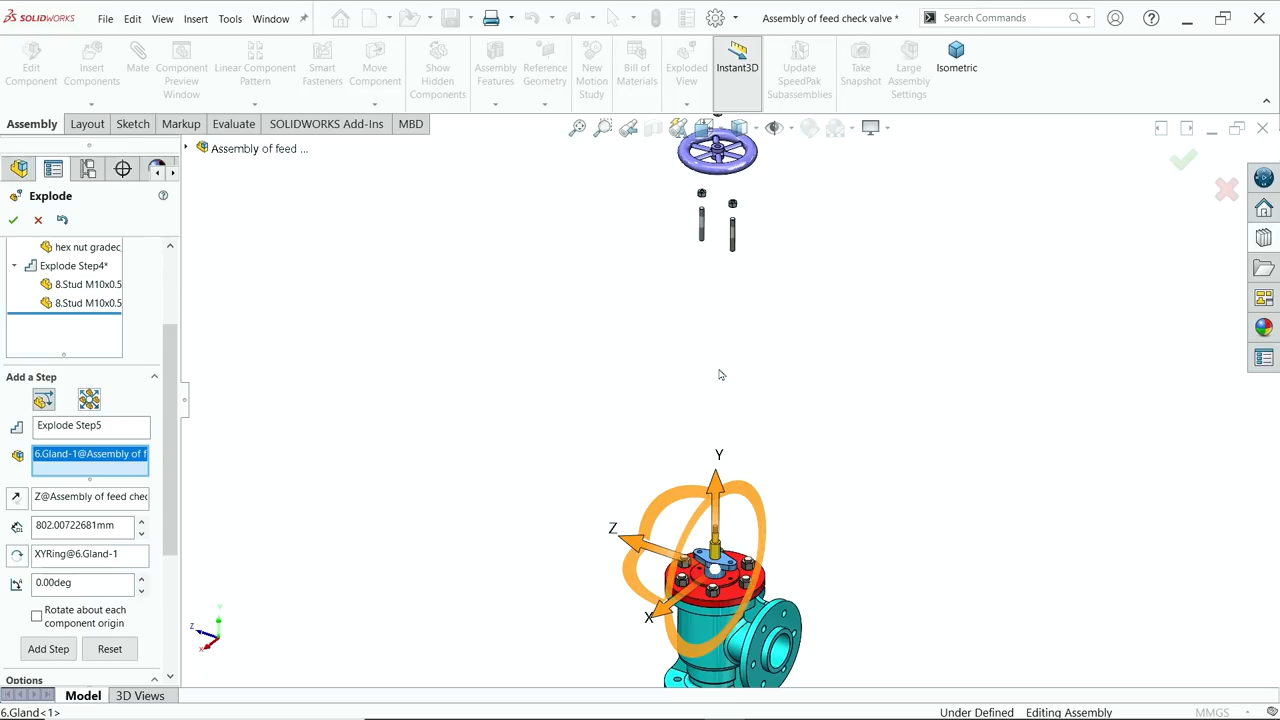 SOLIDWORKS
File
Edit
View
Insert
Tools
Window
Assembly of feed check valve *
Search Commands
Edit
Component
Insert
Components
Mate
Component
Preview
Window
Linear Component
Pattern
Smart
Fasteners
Move
Component
Show
Hidden
Components
Assembly
Features
Reference
Geometry
New
Motion
Study
Bill of
Materials
Exploded
View
Instant3D
Update
SpeedPak
Subassemblies
Take
Snapshot
Large
Assembly
Settings
Isometric
Assembly
Layout
Sketch
Markup
Evaluate
SOLIDWORKS Add-Ins
MBD
Assembly of feed ...
Explode
hex nut gradec
Explode Step4*
8.Stud M10x0.5
8.Stud M10x0.5
Add a Step
Explode Step5
6.Gland-1@Assembly of f
Z@Assembly of feed chec
802.00722681mm
XYRing@6.Gland-1
0.00deg
Rotate about each
component origin
Add Step
Reset
Options
Y
Z
X
Y
Z
X
Model
3D Views
6.Gland<1>
Under Defined
Editing Assembly
MMGS